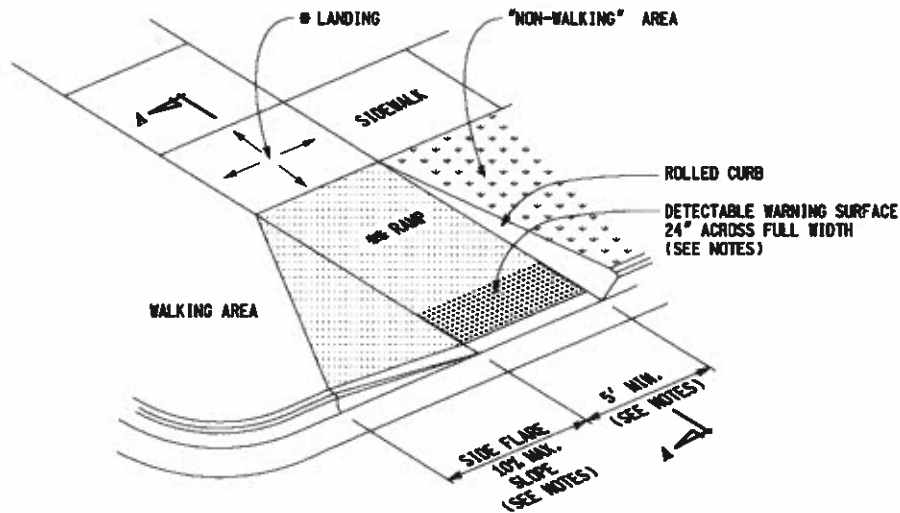 * LANDING
"NON-WALKING" AREA
A
SIDEWALK
ROLLED CURB
DETECTABLE WARNING SURFACE
24" ACROSS FULL WIDTH
(SEE NOTES)
** RAMP
WALKING AREA
5' MIN.
(SEE NOTES)
SIDE FLARE
10% MAX.
SLOPE
(SEE NOTES)
A